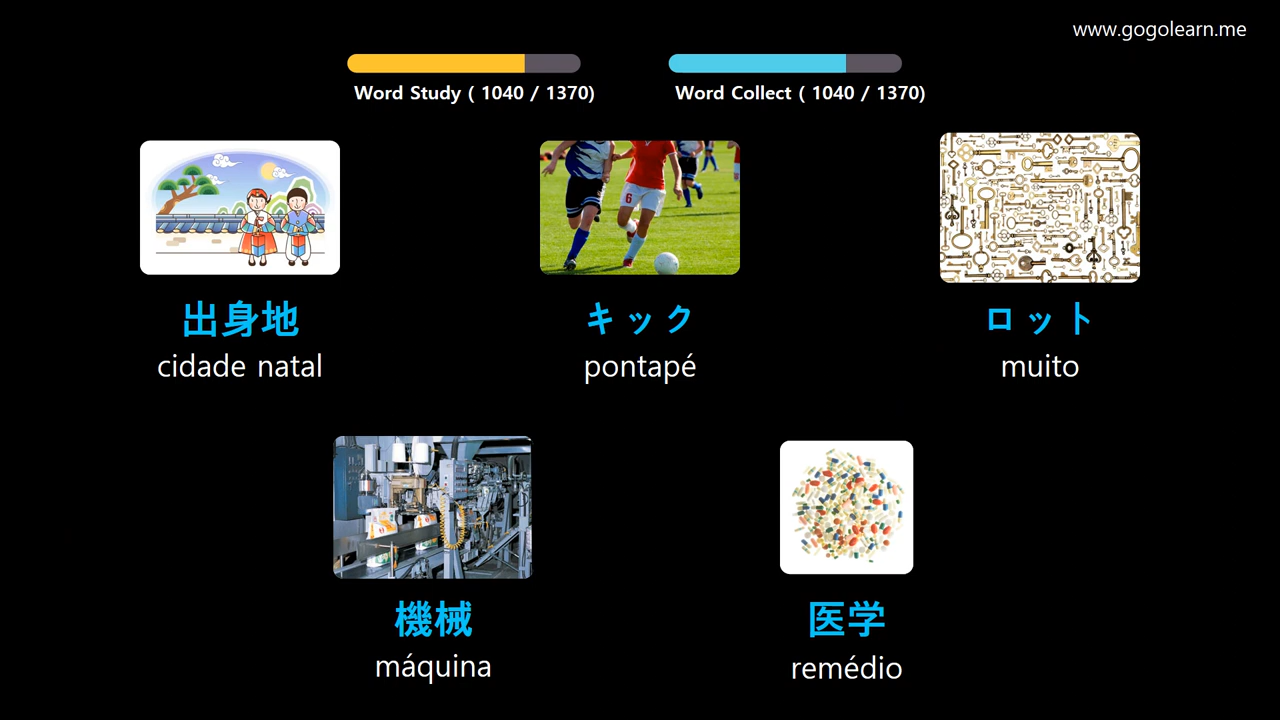 www.gogolearn.me
Word Study ( 1040 / 1370)
Word Collect ( 1040 / 1370)
出身地
キック
ロット
cidade natal
pontapé
muito
機械
医学
máquina
remédio